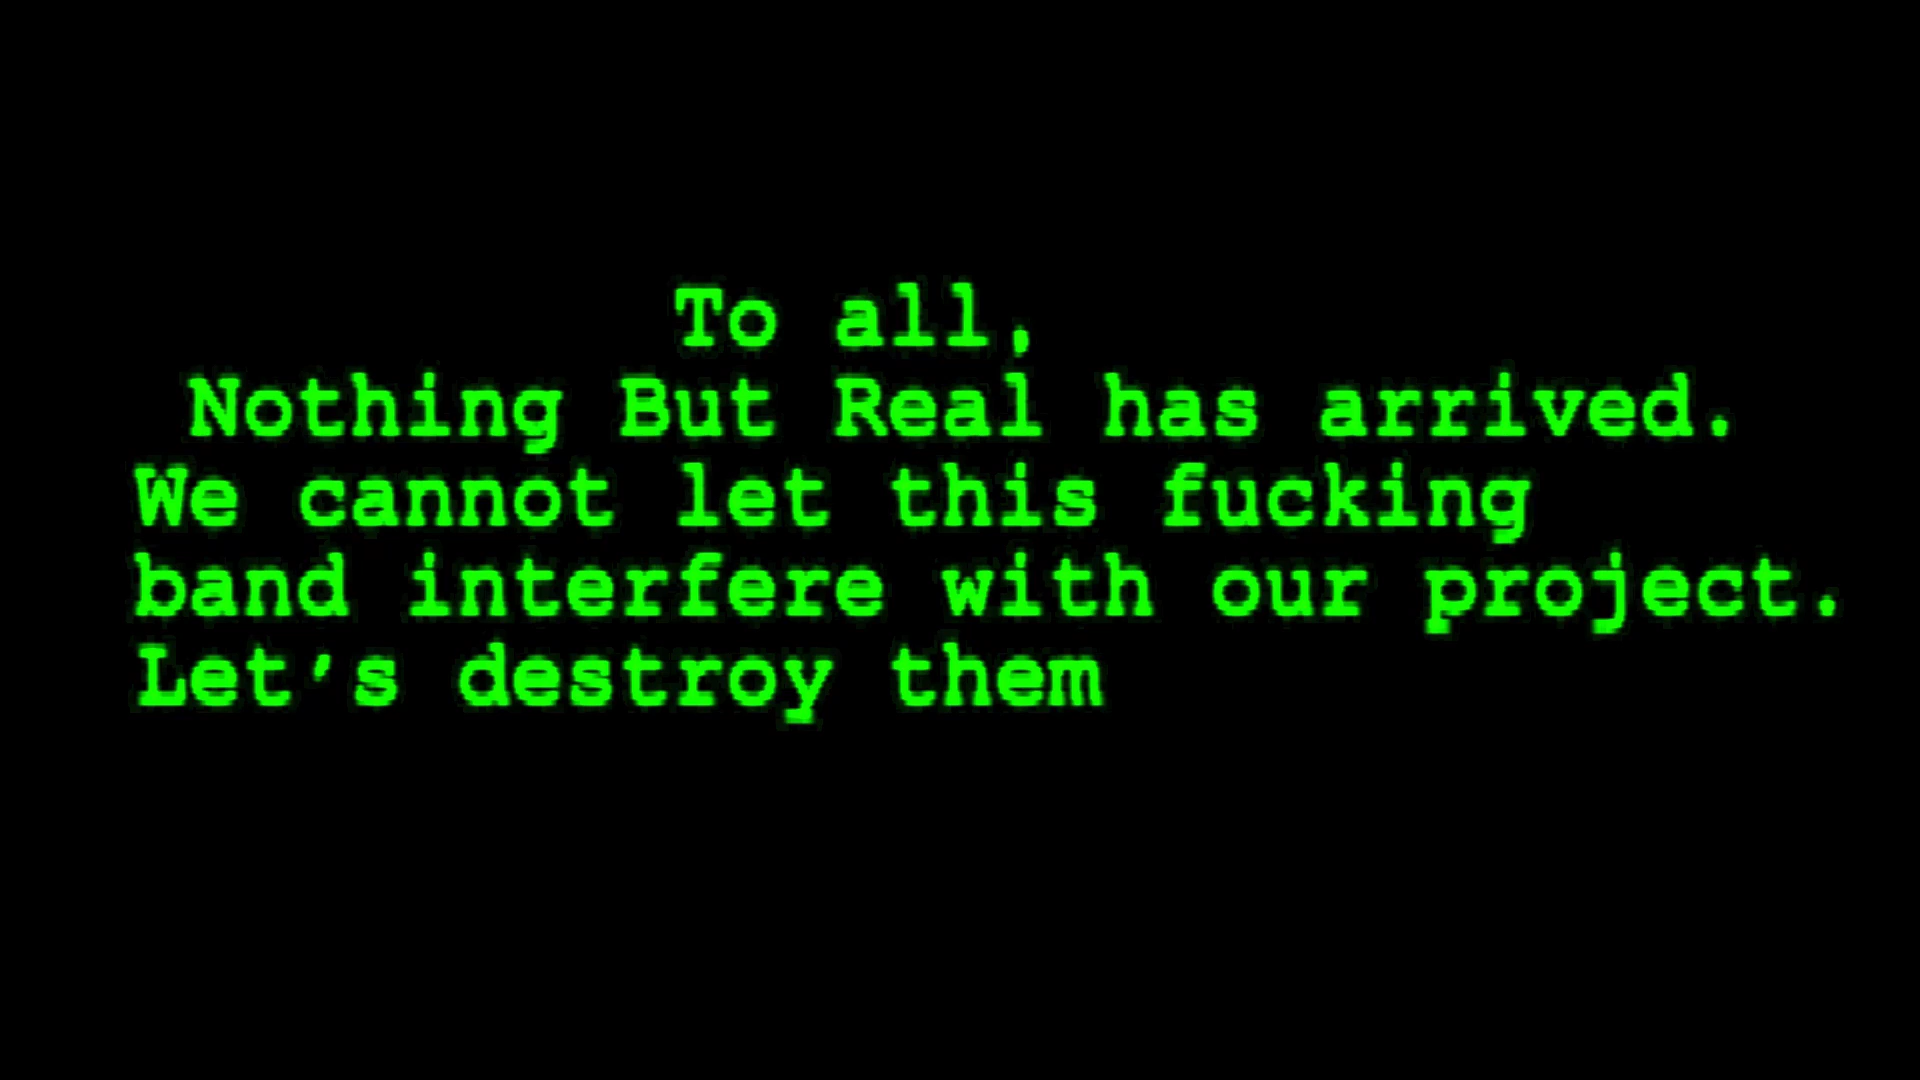 To all,
Nothing But Real has arrived.
We cannot let this fucking
band interfere with our project.
Let's destroy them